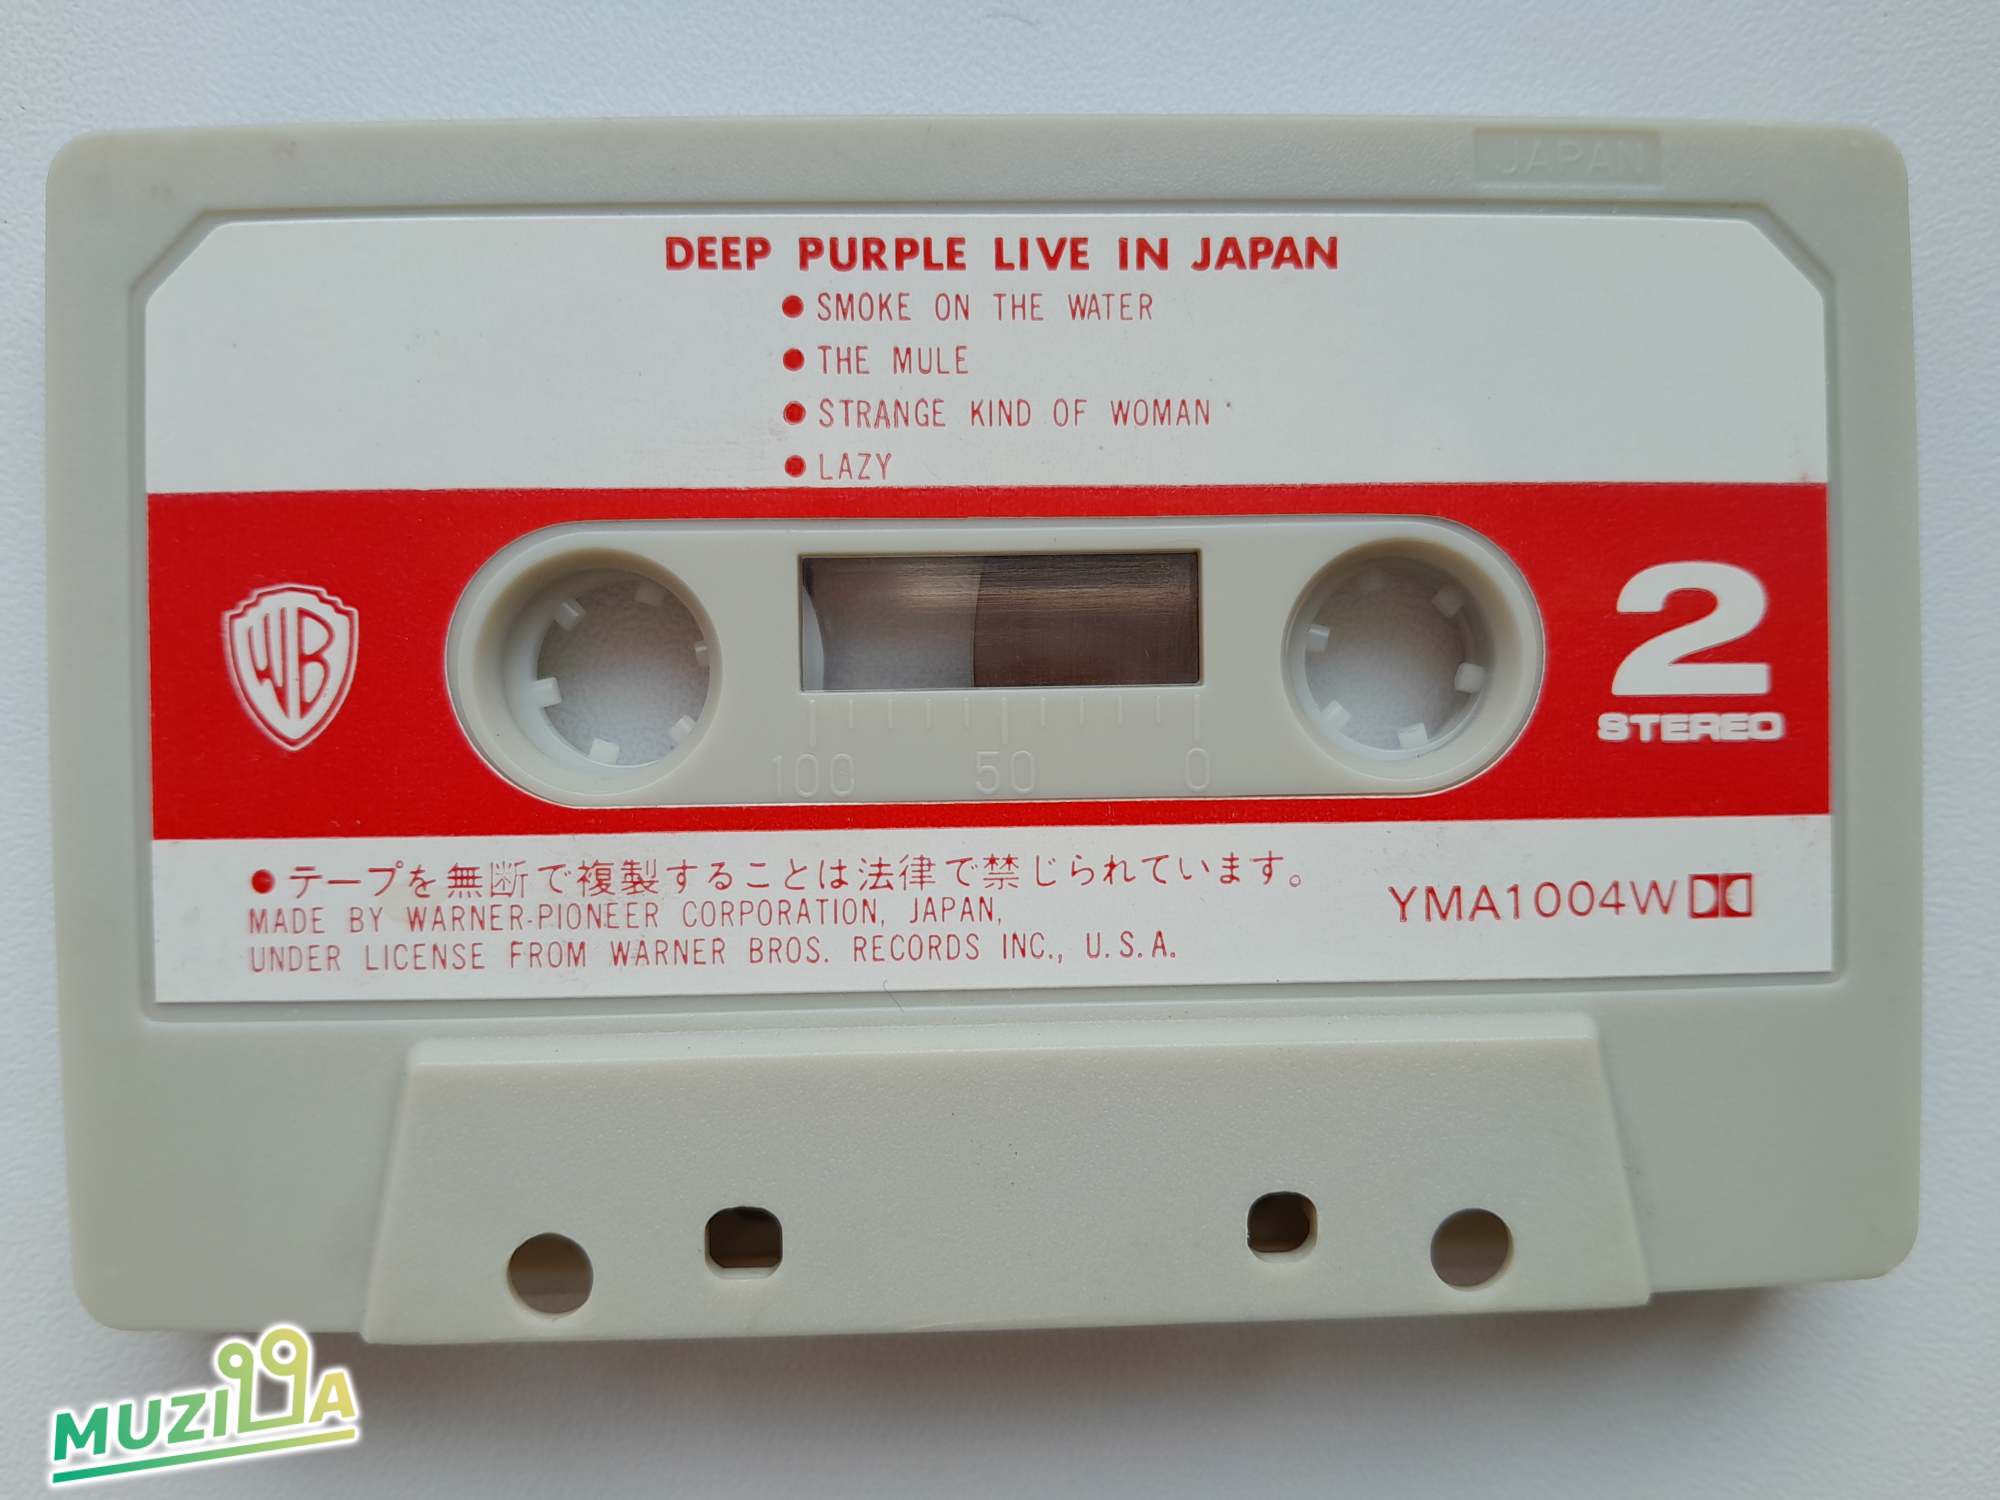 JAPAN
DEEP PURPLE LIVE IN JAPAN
● SMOKE ON THE WATER
● THE MULE
● STRANGE KIND OF WOMAN
● LAZY
WB
2
STEREO
100 50 0
● テープを無断で複製することは法律で禁じられています。
MADE BY WARNER-PIONEER CORPORATION, JAPAN,
UNDER LICENSE FROM WARNER BROS. RECORDS INC., U.S.A.
YMA1004W
MUZILLA